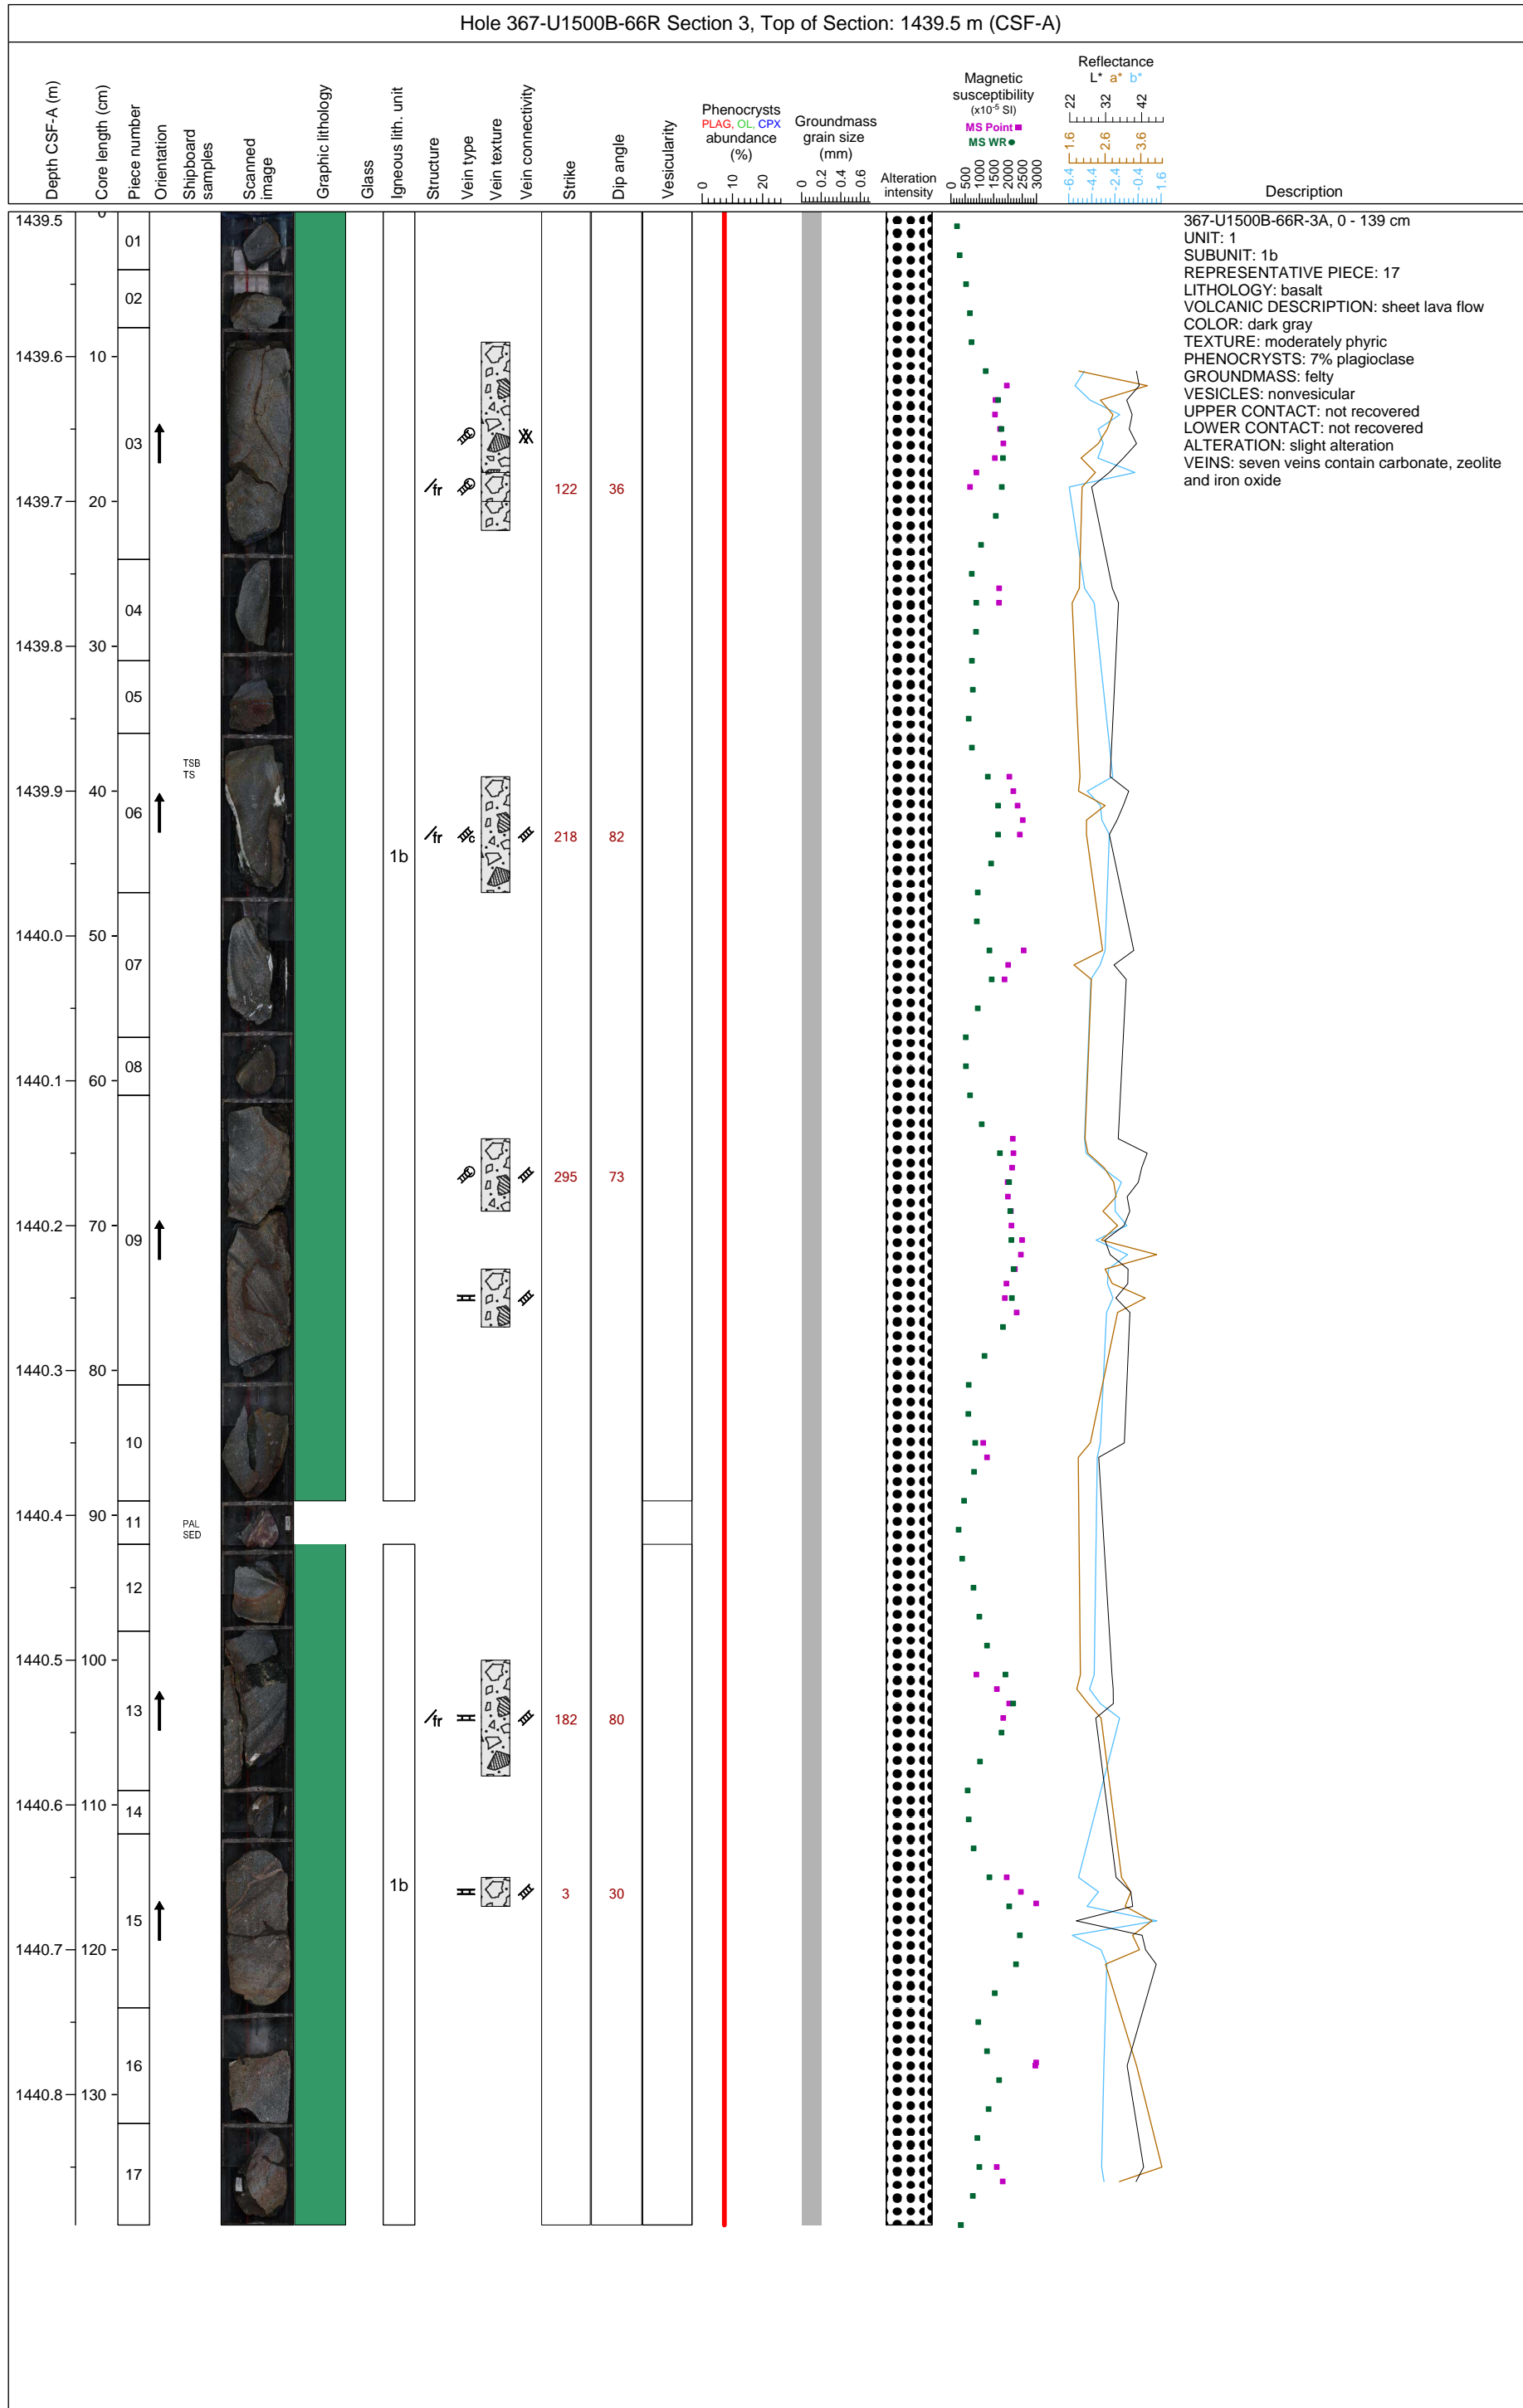 Hole 367-U1500B-66R Section 3, Top of Section: 1439.5 m (CSF-A)
Depth CSF-A (m)
Core length (cm)
Piece number
Orientation
Shipboard
samples
Scanned
image
Graphic lithology
Glass
Igneous lith. unit
Structure
Vein type
Vein texture
Vein connectivity
Strike
Dip angle
Vesicularity
Phenocrysts
PLAG, OL, CPX
abundance
(%)
0 10 20
Groundmass
grain size
(mm)
0 0.2 0.4 0.6
Alteration
intensity
Magnetic
susceptibility
(x10-5 SI)
MS Point
MS WR
0 500 1000 1500 2000 2500 3000
Reflectance
L* a* b*
22 32 42
1.6 2.6 3.6
-6.4 -4.4 -2.4 -0.4 1.6
Description
367-U1500B-66R-3A, 0 - 139 cm
UNIT: 1
SUBUNIT: 1b
REPRESENTATIVE PIECE: 17
LITHOLOGY: basalt
VOLCANIC DESCRIPTION: sheet lava flow
COLOR: dark gray
TEXTURE: moderately phyric
PHENOCRYSTS: 7% plagioclase
GROUNDMASS: felty
VESICLES: nonvesicular
UPPER CONTACT: not recovered
LOWER CONTACT: not recovered
ALTERATION: slight alteration
VEINS: seven veins contain carbonate, zeolite
and iron oxide
1439.5 0
01
02
1439.6 10
03
1439.7 20
fr 122 36
04
1439.8 30
05
TSB
TS
1439.9 40
06
fr c 218 82
1b
1440.0 50
07
08
1440.1 60
295 73
1440.2 70
09
1440.3 80
10
1440.4 90
11
PAL
SED
12
1440.5 100
13
fr 182 80
1440.6 110
14
1b
3 30
15
1440.7 120
16
1440.8 130
17